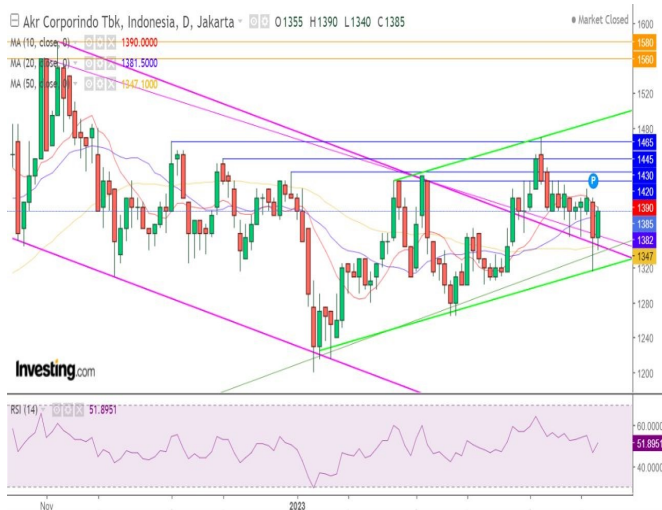 Akr Corporindo Tbk, Indonesia, D, Jakarta O1355 H1390 L1340 C1385
Market Closed
MA (10, close, 0) 1390.0000
MA (20, close, 0) 1381.5000
MA (50, close, 0) 1347.1000
1600
1580
1560
1520
1480
1465
1445
1430
1420
1390
1385
1382
1347
1320
1280
1240
1200
P
Investing.com
RSI (14) 51.8951
60.0000
51.8951
40.0000
Nov 2023